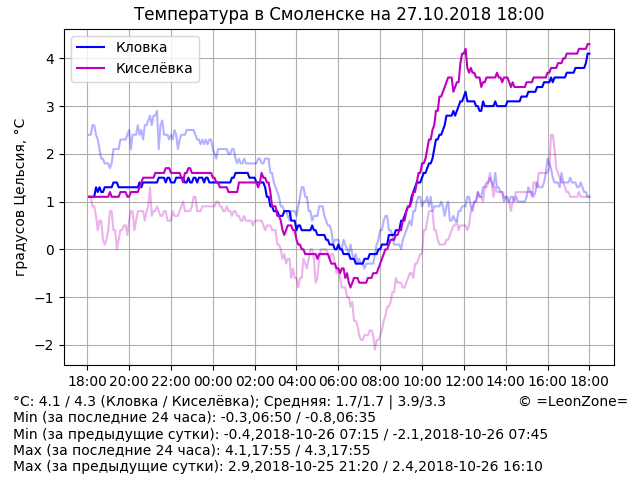 Температура в Смоленске на 27.10.2018 18:00
Кловка
Киселёвка
градусов Цельсия, °C
4
3
2
1
0
−1
−2
18:00 20:00 22:00 00:00 02:00 04:00 06:00 08:00 10:00 12:00 14:00 16:00 18:00
°C: 4.1 / 4.3 (Кловка / Киселёвка); Средняя: 1.7/1.7 | 3.9/3.3 © =LeonZone=
Min (за последние 24 часа): -0.3,06:50 / -0.8,06:35
Min (за предыдущие сутки): -0.4,2018-10-26 07:15 / -2.1,2018-10-26 07:45
Max (за последние 24 часа): 4.1,17:55 / 4.3,17:55
Max (за предыдущие сутки): 2.9,2018-10-25 21:20 / 2.4,2018-10-26 16:10